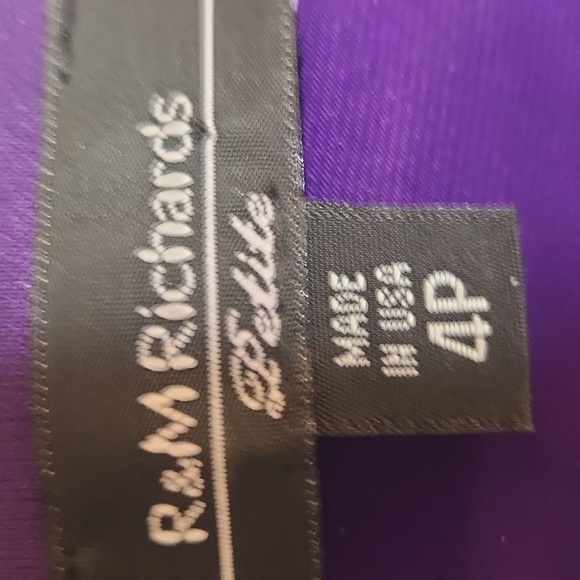 R&M Richards
Petite
MADE
IN USA
4P